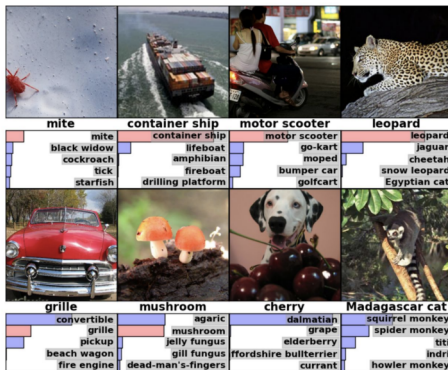 mite
container ship
motor scooter
leopard
mite
black widow
cockroach
tick
starfish
container ship
lifeboat
amphibian
fireboat
drilling platform
motor scooter
go-kart
moped
bumper car
golfcart
leopard
jaguar
cheetah
snow leopard
Egyptian cat
grille
mushroom
cherry
Madagascar cat
convertible
grille
pickup
beach wagon
fire engine
agaric
mushroom
jelly fungus
gill fungus
dead-man's-fingers
dalmatian
grape
elderberry
ffordshire bullterrier
currant
squirrel monkey
spider monkey
titi
indri
howler monkey